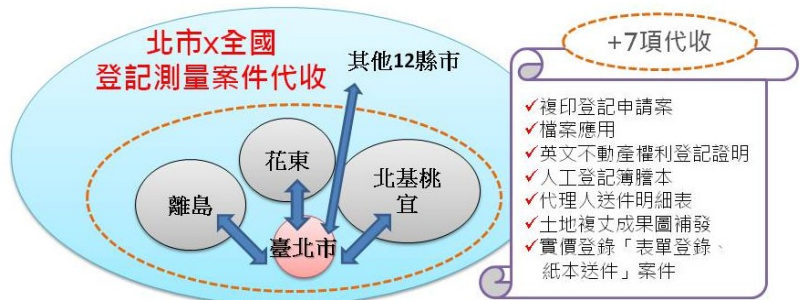 北市x全國
登記測量案件代收
其他12縣市
花東
北基桃
宜
離島
臺北市
+7項代收
✓複印登記申請案
✓檔案應用
✓英文不動產權利登記證明
✓人工登記簿謄本
✓代理人送件明細表
✓土地複丈成果圖補發
✓實價登錄「表單登錄、
紙本送件」案件